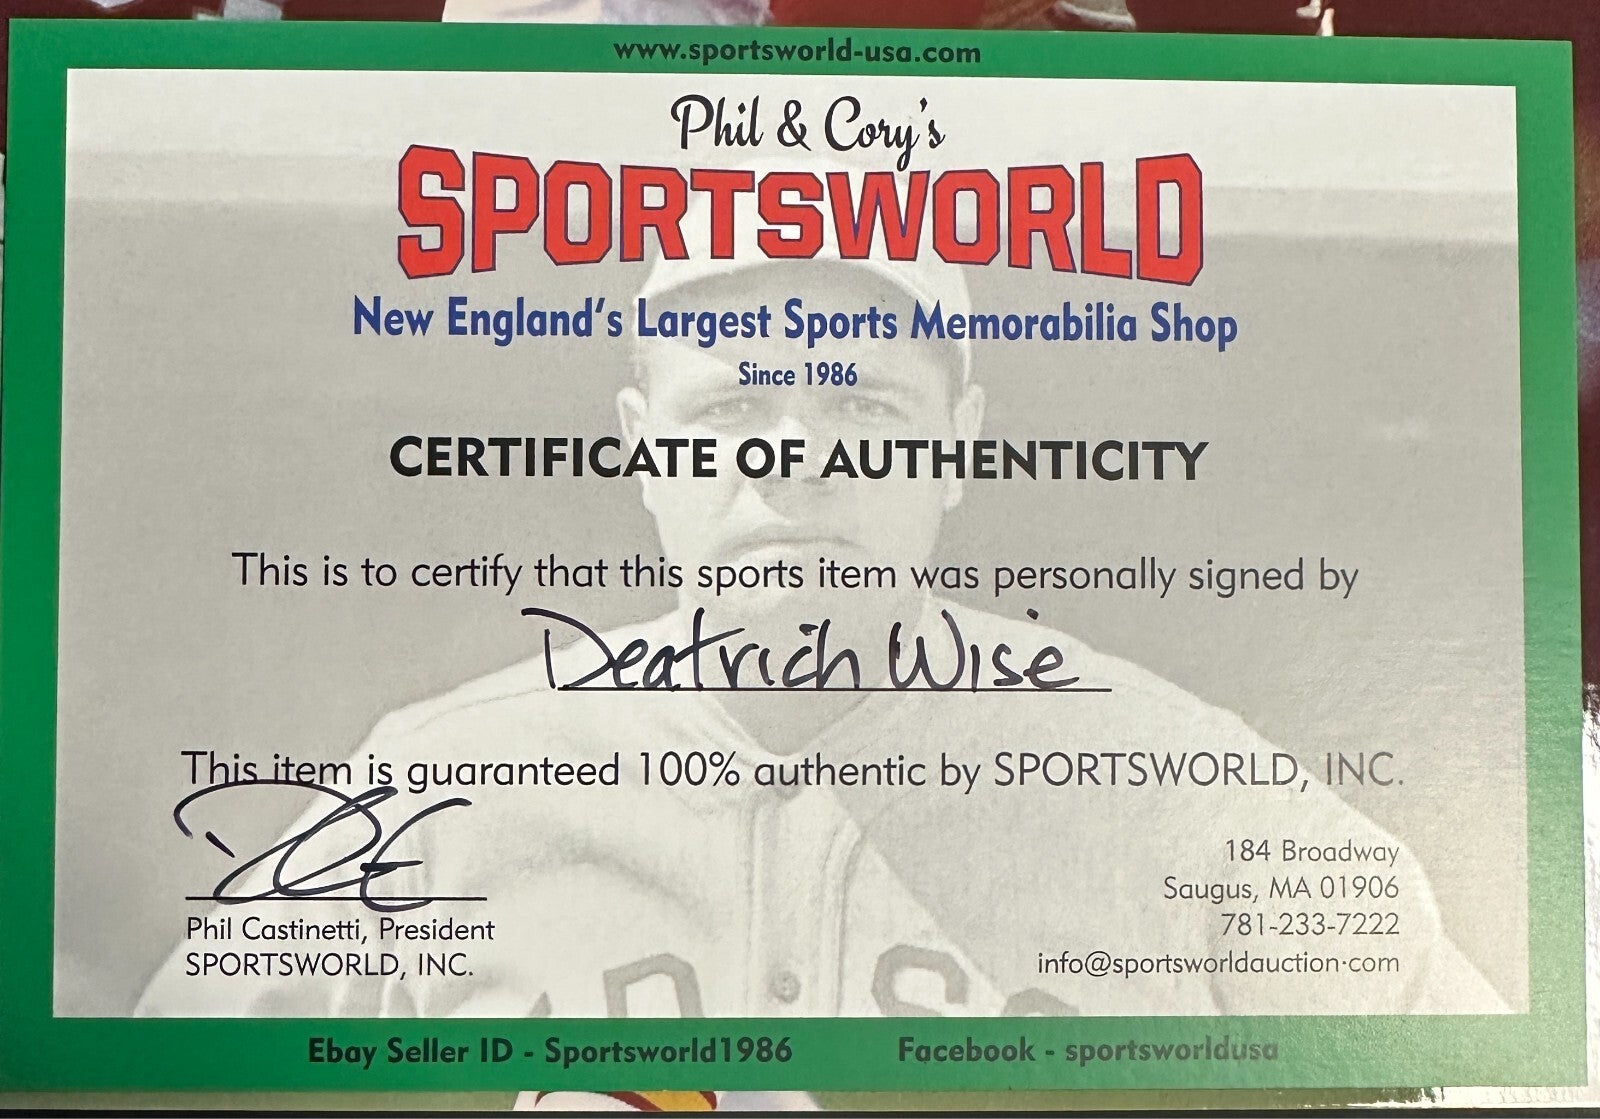 www.sportsworld-usa.com
Phil & Cory's
SPORTSWORLD
New England's Largest Sports Memorabilia Shop
Since 1986
CERTIFICATE OF AUTHENTICITY
This is to certify that this sports item was personally signed by
Deatrich Wise
This item is guaranteed 100% authentic by SPORTSWORLD, INC.
Phil Castinetti, President
SPORTSWORLD, INC.
184 Broadway
Saugus, MA 01906
781-233-7222
info@sportsworldauction.com
Ebay Seller ID - Sportsworld1986
Facebook - sportsworldusa